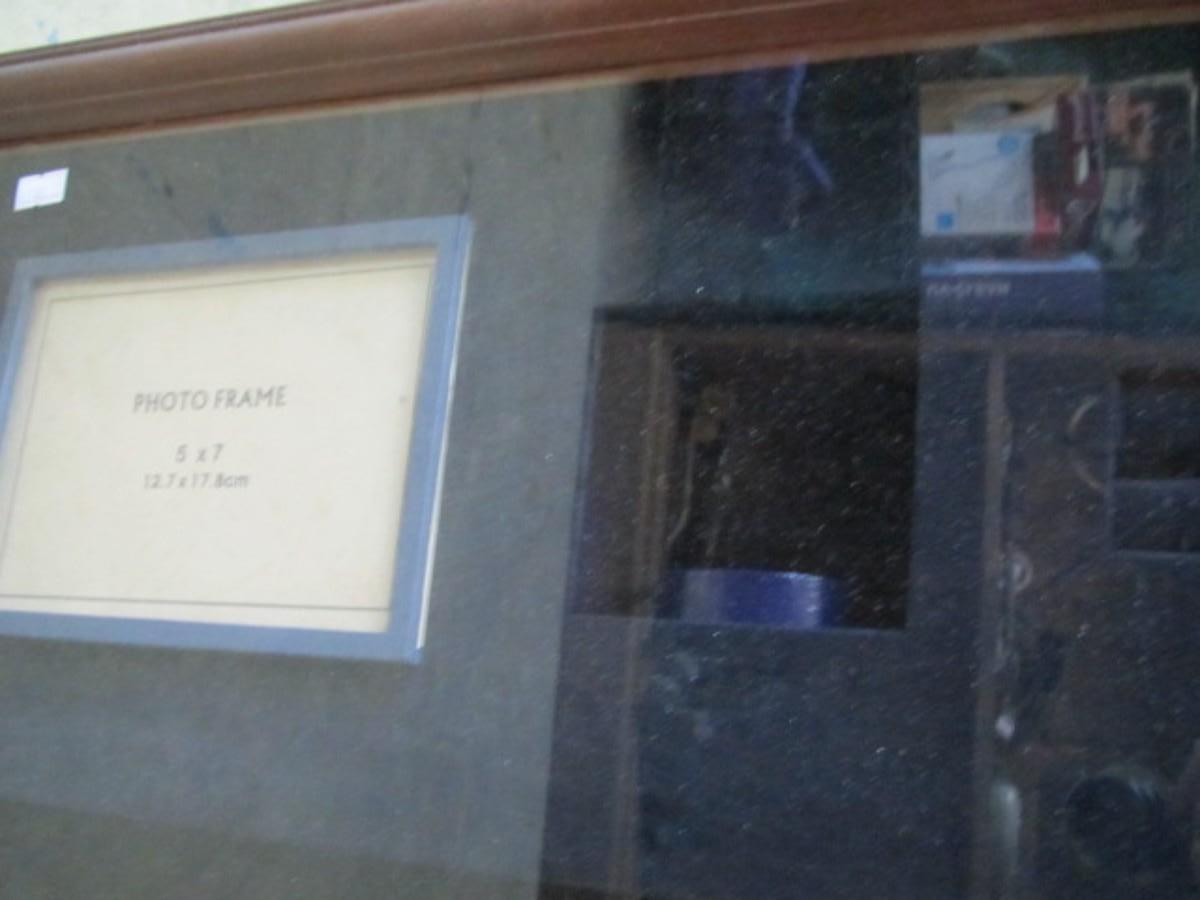 PHOTO FRAME
5 x 7
12.7 x 17.8cm